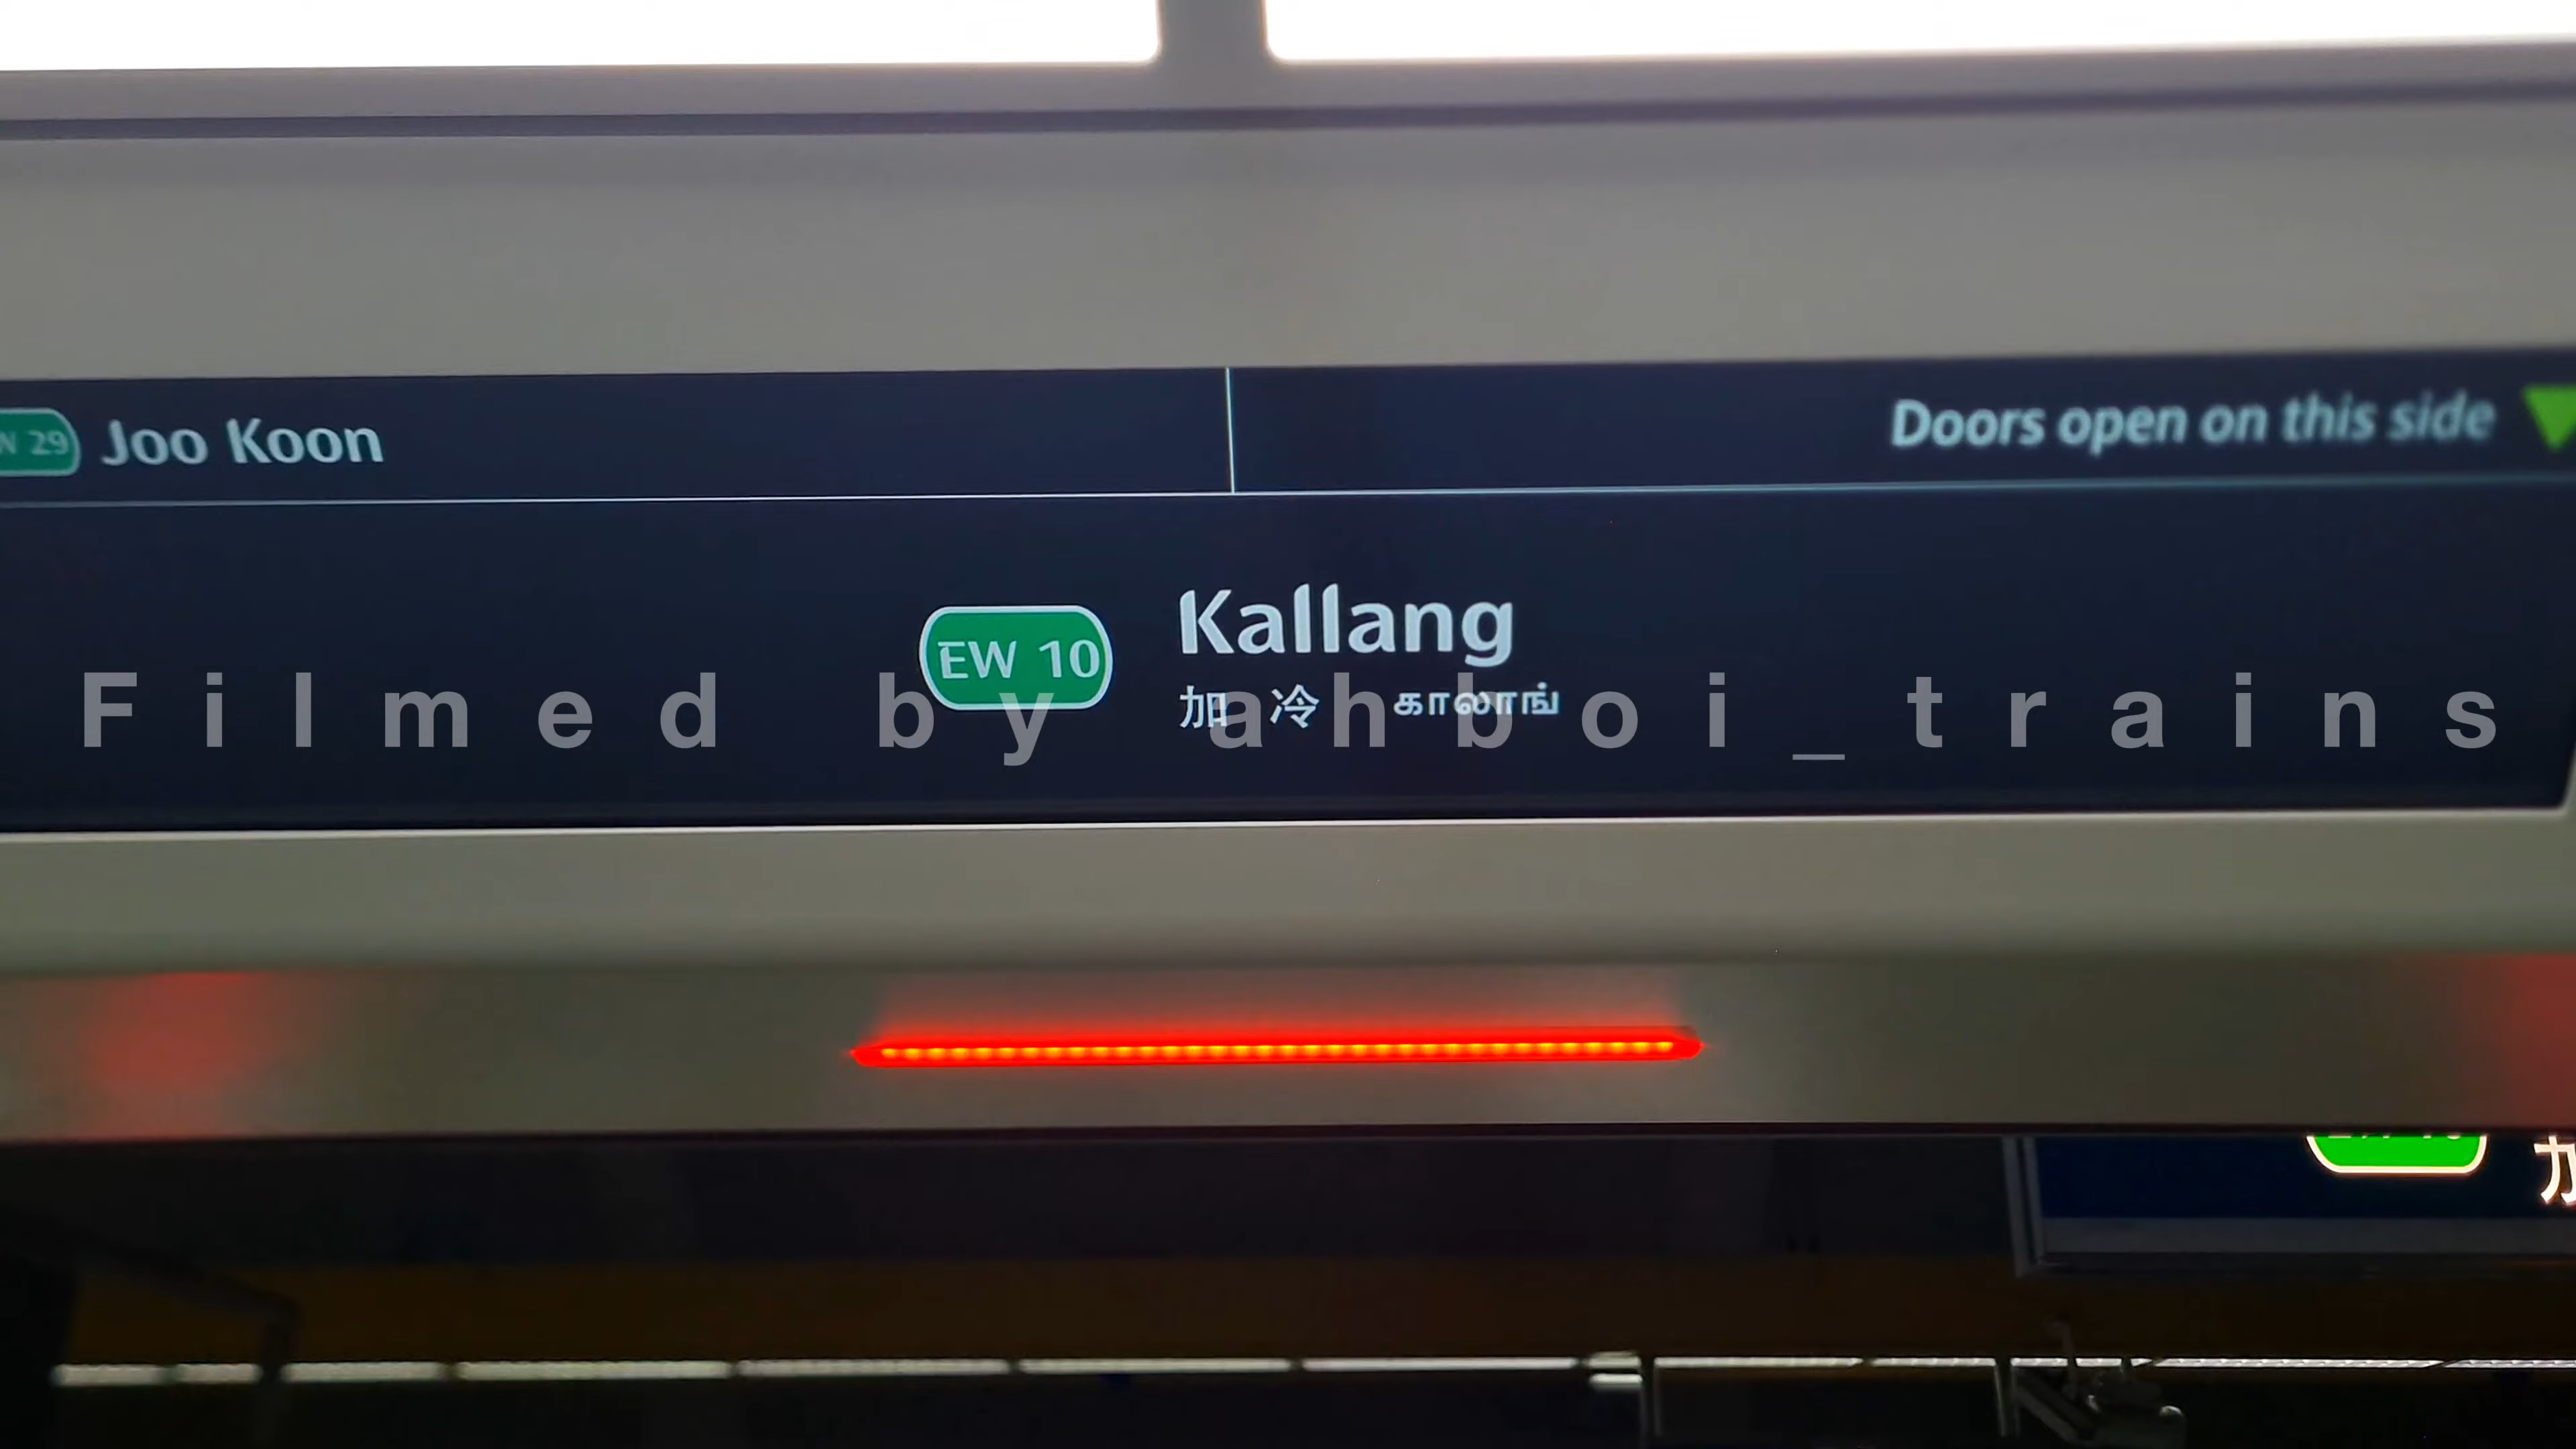 N 29 Joo Koon
Doors open on this side
EW 10 Kallang
加 冷 காலாங்
Filmed by ahboi_trains